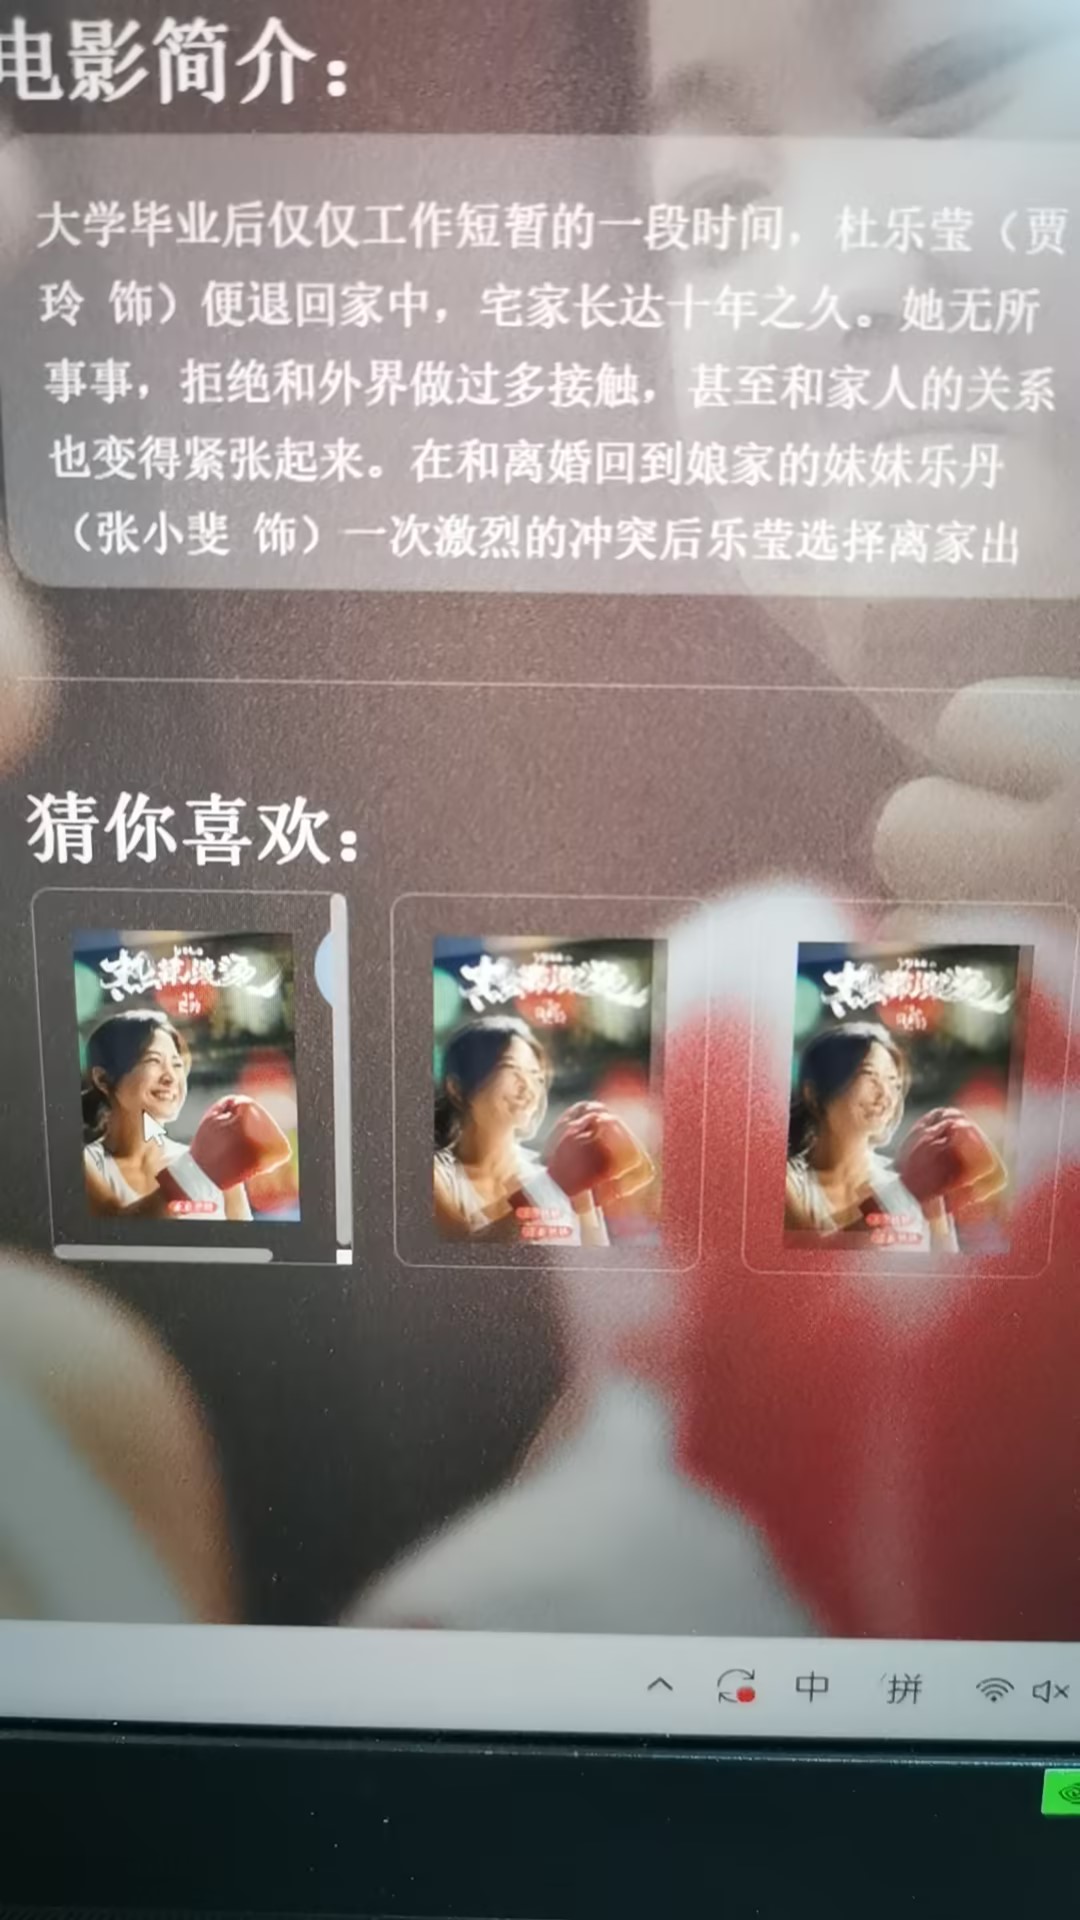 电影简介：
大学毕业后仅仅工作短暂的一段时间，杜乐莹（贾
玲 饰）便退回家中，宅家长达十年之久。她无所
事事，拒绝和外界做过多接触，甚至和家人的关系
也变得紧张起来。在和离婚回到娘家的妹妹乐丹
（张小斐 饰）一次激烈的冲突后乐莹选择离家出
猜你喜欢：
热辣滚烫
热辣滚烫
热辣滚烫
中
拼